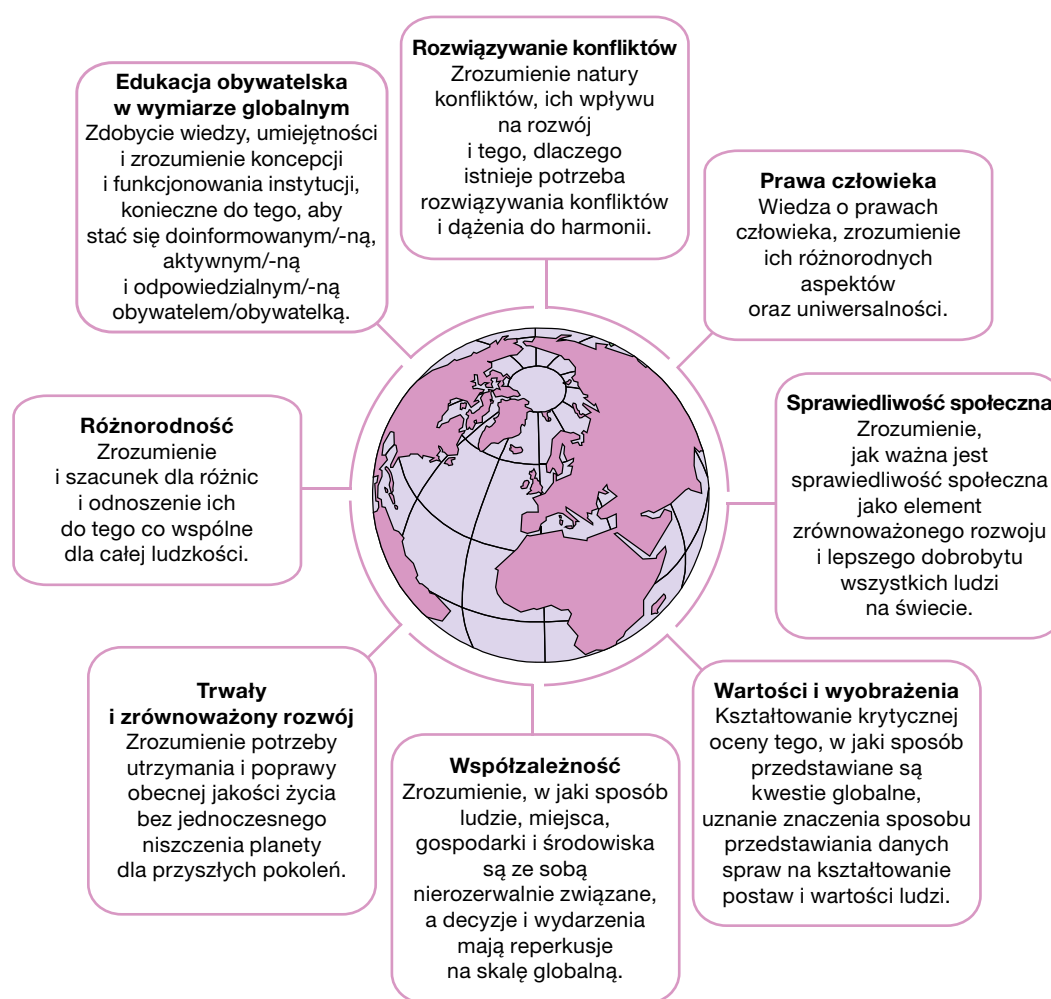 Rozwiązywanie konfliktów
Zrozumienie natury
konfliktów, ich wpływu
na rozwój
i tego, dlaczego
istnieje potrzeba
rozwiązywania konfliktów
i dążenia do harmonii.
Edukacja obywatelska
w wymiarze globalnym
Zdobycie wiedzy, umiejętności
i zrozumienie koncepcji
i funkcjonowania instytucji,
konieczne do tego, aby
stać się doinformowanym/-ną,
aktywnym/-ną
i odpowiedzialnym/-ną
obywatelem/obywatelką.
Prawa człowieka
Wiedza o prawach
człowieka, zrozumienie
ich różnorodnych
aspektów
oraz uniwersalności.
Różnorodność
Zrozumienie
i szacunek dla różnic
i odnoszenie ich
do tego co wspólne
dla całej ludzkości.
Sprawiedliwość społeczna
Zrozumienie,
jak ważna jest
sprawiedliwość społeczna
jako element
zrównoważonego rozwoju
i lepszego dobrobytu
wszystkich ludzi
na świecie.
Trwały
i zrównoważony rozwój
Zrozumienie potrzeby
utrzymania i poprawy
obecnej jakości życia
bez jednoczesnego
niszczenia planety
dla przyszłych pokoleń.
Współzależność
Zrozumienie, w jaki sposób
ludzie, miejsca,
gospodarki i środowiska
są ze sobą
nierozerwalnie związane,
a decyzje i wydarzenia
mają reperkusje
na skalę globalną.
Wartości i wyobrażenia
Kształtowanie krytycznej
oceny tego, w jaki sposób
przedstawiane są
kwestie globalne,
uznanie znaczenia sposobu
przedstawiania danych
spraw na kształtowanie
postaw i wartości ludzi.